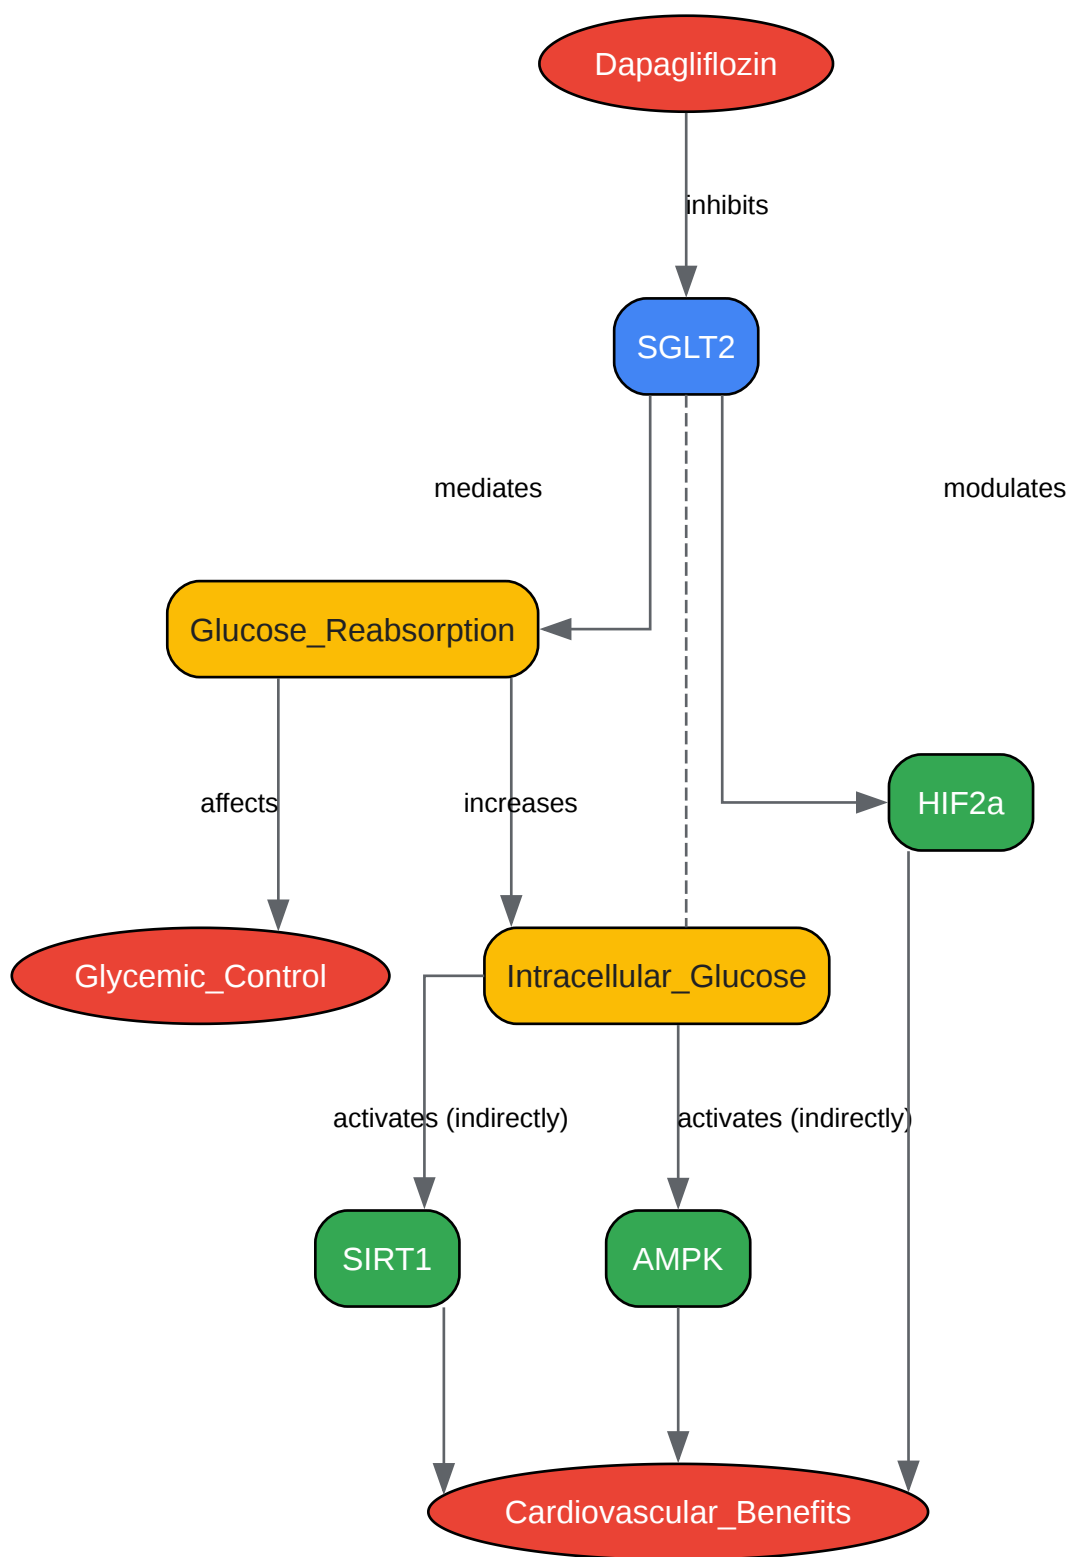 Dapagliflozin
inhibits
SGLT2
mediates
modulates
Glucose_Reabsorption
affects
increases
HIF2a
Glycemic_Control
Intracellular_Glucose
activates (indirectly)
activates (indirectly)
SIRT1
AMPK
Cardiovascular_Benefits